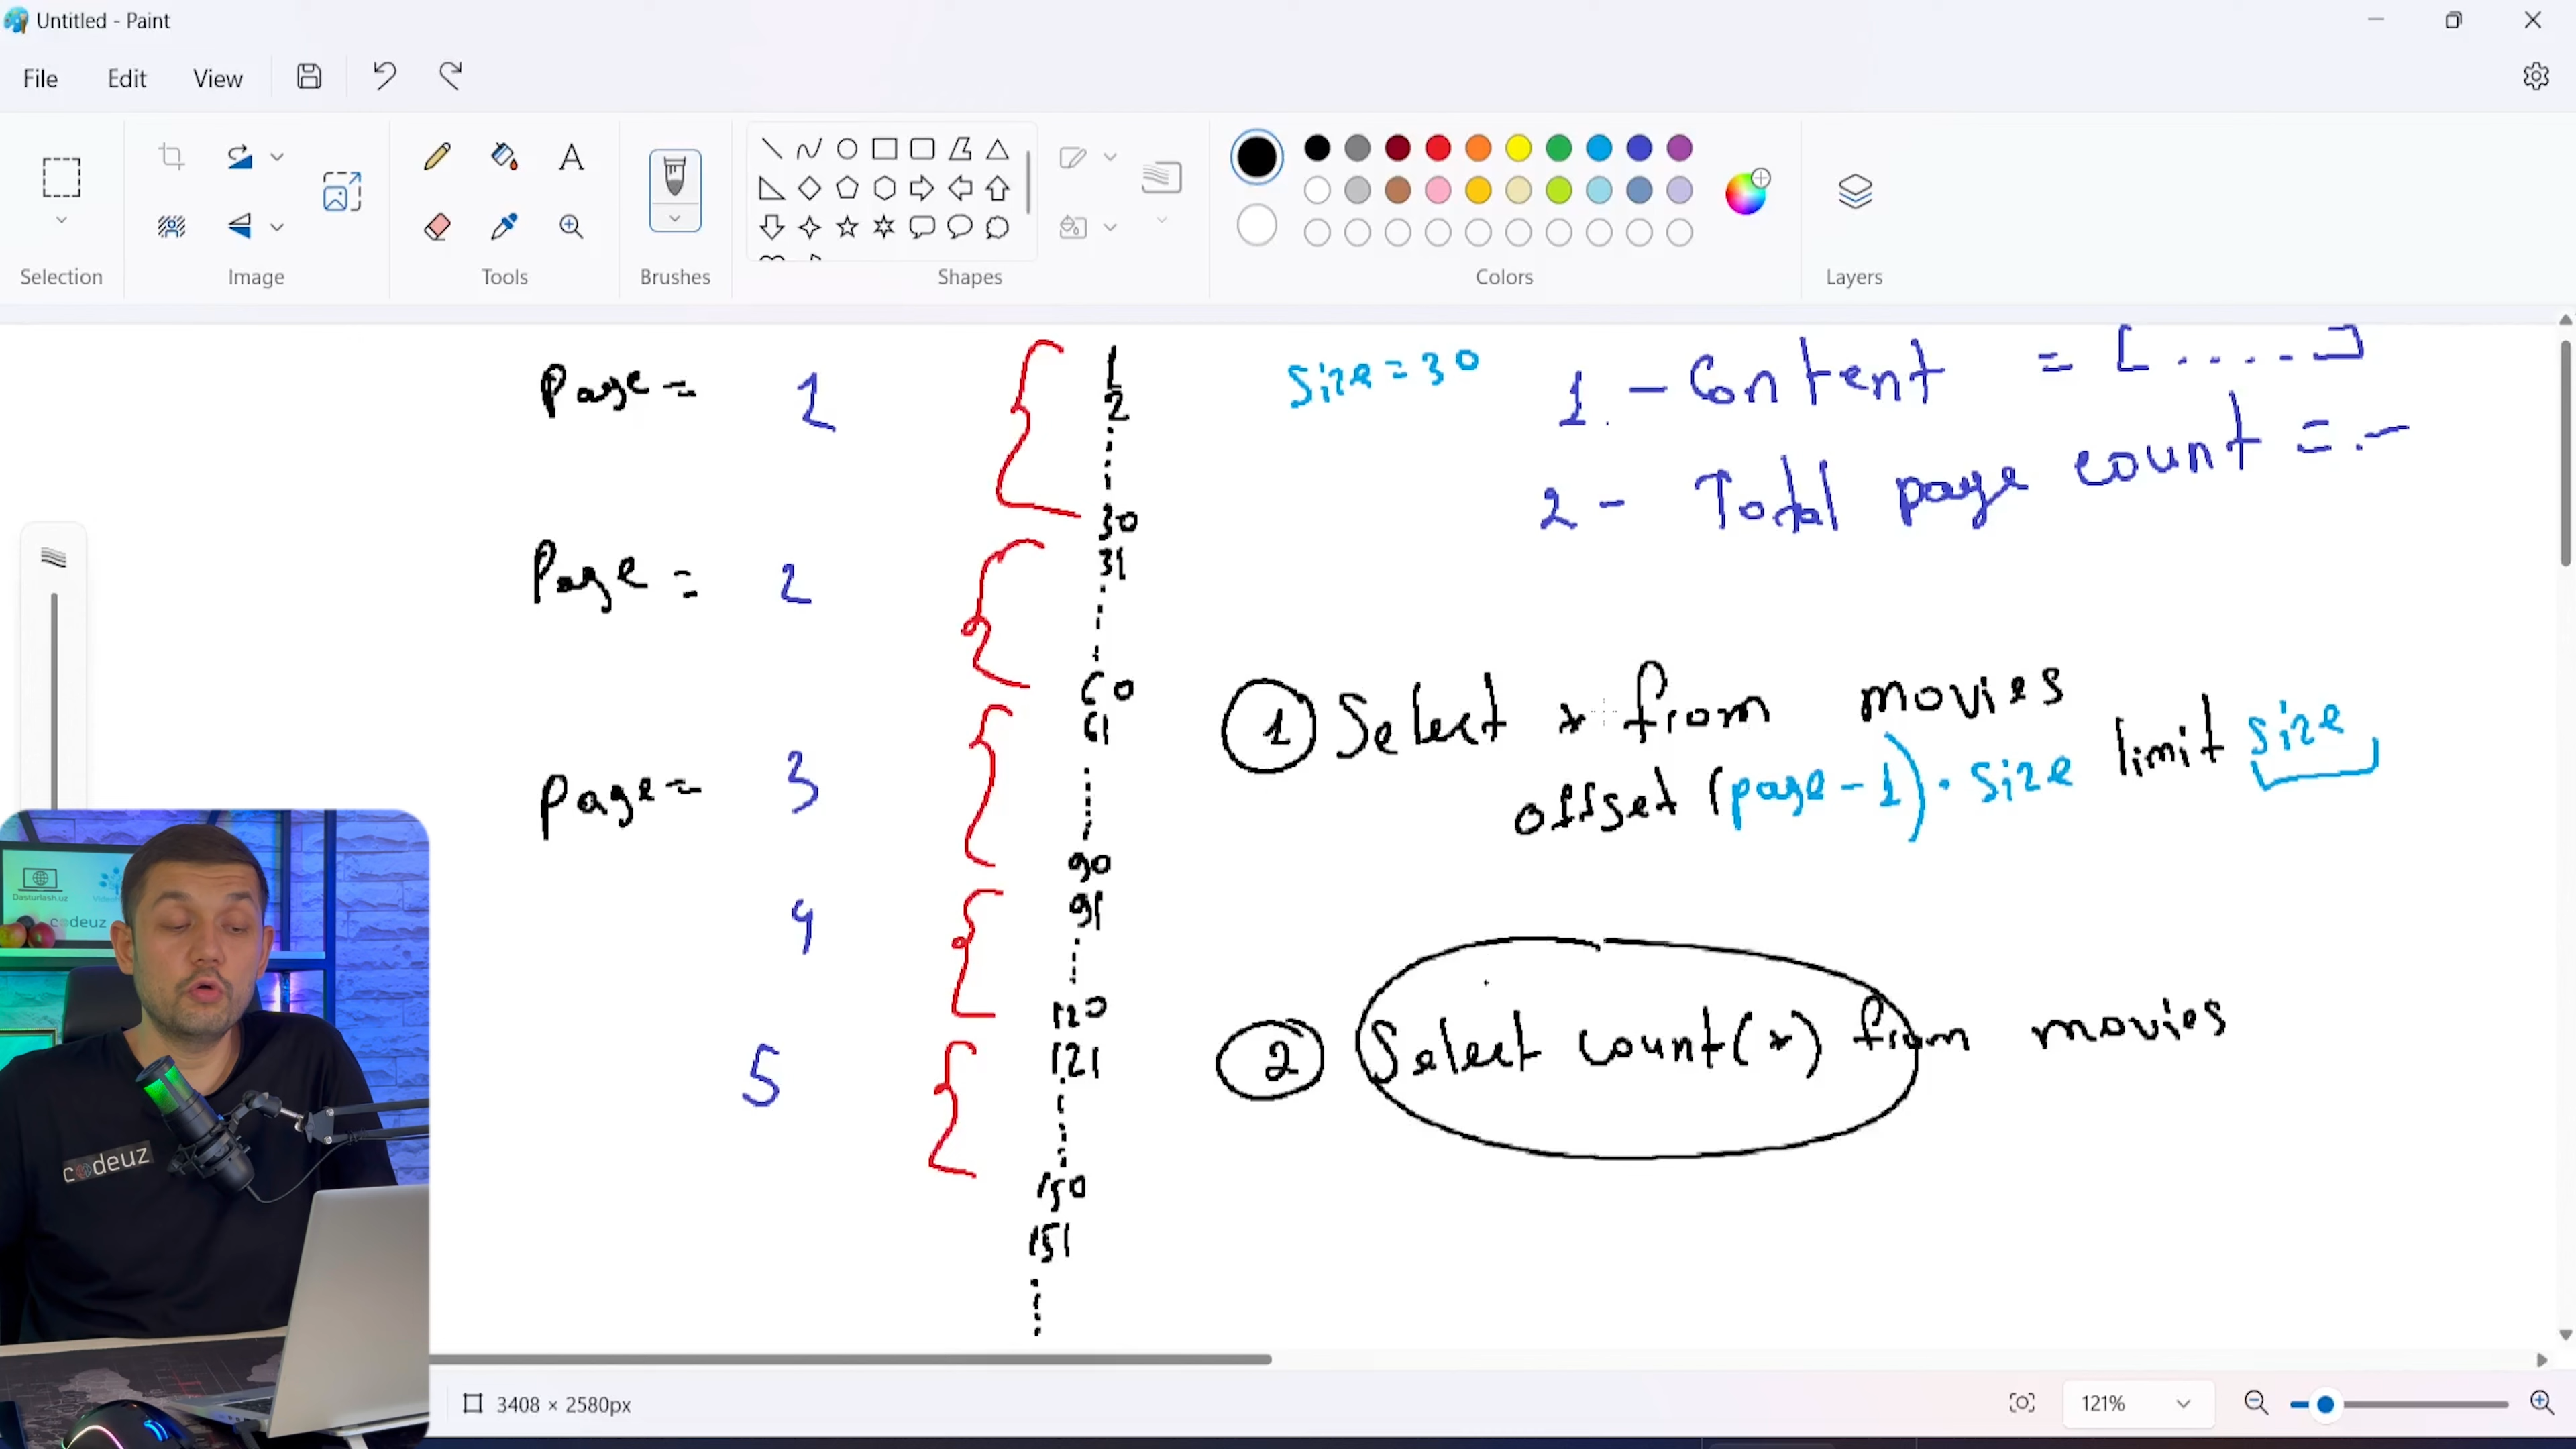 Untitled - Paint
File Edit View
Selection Image Tools Brushes Shapes Colors Layers
Page = 1
1
2
30
Size = 30
1. - Content = [.....]
2 - Total page count = .-
Page = 2
31
60
Page = 3
61
90
① Select * from movies
offset (page - 1) · size limit size
4
91
120
② Select count(*) from movies
5
121
150
151
Dasturlash.uz
codeuz
codeuz
3408 × 2580px
121%